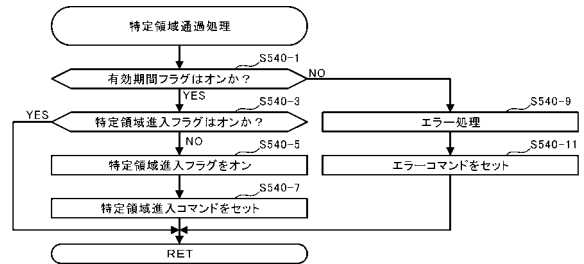 特定領域通過処理
S540-1
有効期間フラグはオンか?
NO
YES
S540-3
S540-9
YES
特定領域進入フラグはオンか?
エラー処理
NO
S540-5
S540-11
特定領域進入フラグをオン
エラーコマンドをセット
S540-7
特定領域進入コマンドをセット
RET